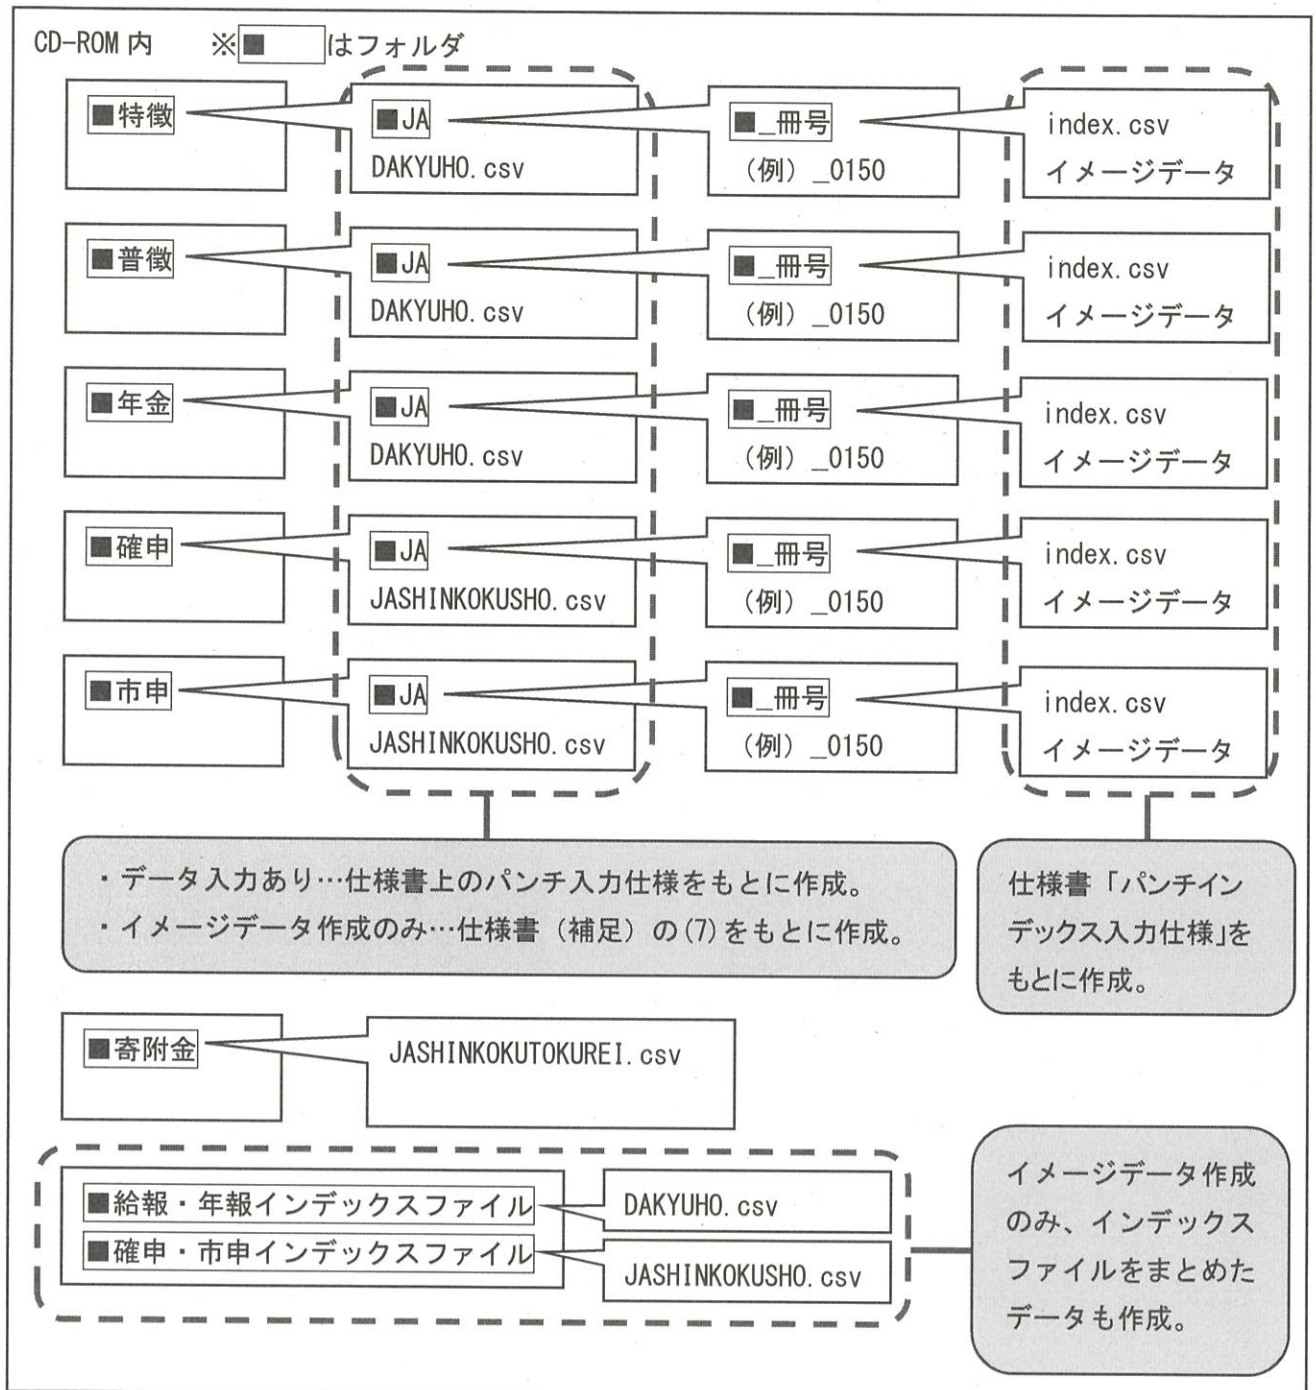 CD-ROM 内 ※■ はフォルダ
■特徴
■JA
DAKYUHO.csv
■_冊号
(例) _0150
index.csv
イメージデータ
■普徴
■JA
DAKYUHO.csv
■_冊号
(例) _0150
index.csv
イメージデータ
■年金
■JA
DAKYUHO.csv
■_冊号
(例) _0150
index.csv
イメージデータ
■確申
■JA
JASHINKOKUSHO.csv
■_冊号
(例) _0150
index.csv
イメージデータ
■市申
■JA
JASHINKOKUSHO.csv
■_冊号
(例) _0150
index.csv
イメージデータ
・データ入力あり…仕様書上のパンチ入力仕様をもとに作成。
・イメージデータ作成のみ…仕様書（補足）の(7)をもとに作成。
仕様書「パンチイン
デックス入力仕様」を
もとに作成。
■寄附金
JASHINKOKUTOKUREI.csv
■給報・年報インデックスファイル
DAKYUHO.csv
■確申・市申インデックスファイル
JASHINKOKUSHO.csv
イメージデータ作成
のみ、インデックス
ファイルをまとめた
データも作成。